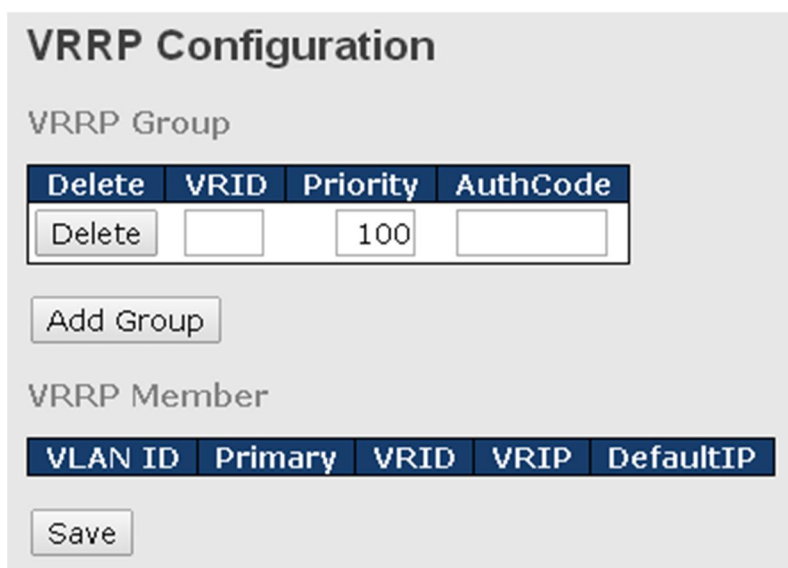 VRRP Configuration
VRRP Group
Delete VRID Priority AuthCode
Delete 100
Add Group
VRRP Member
VLAN ID Primary VRID VRIP DefaultIP
Save